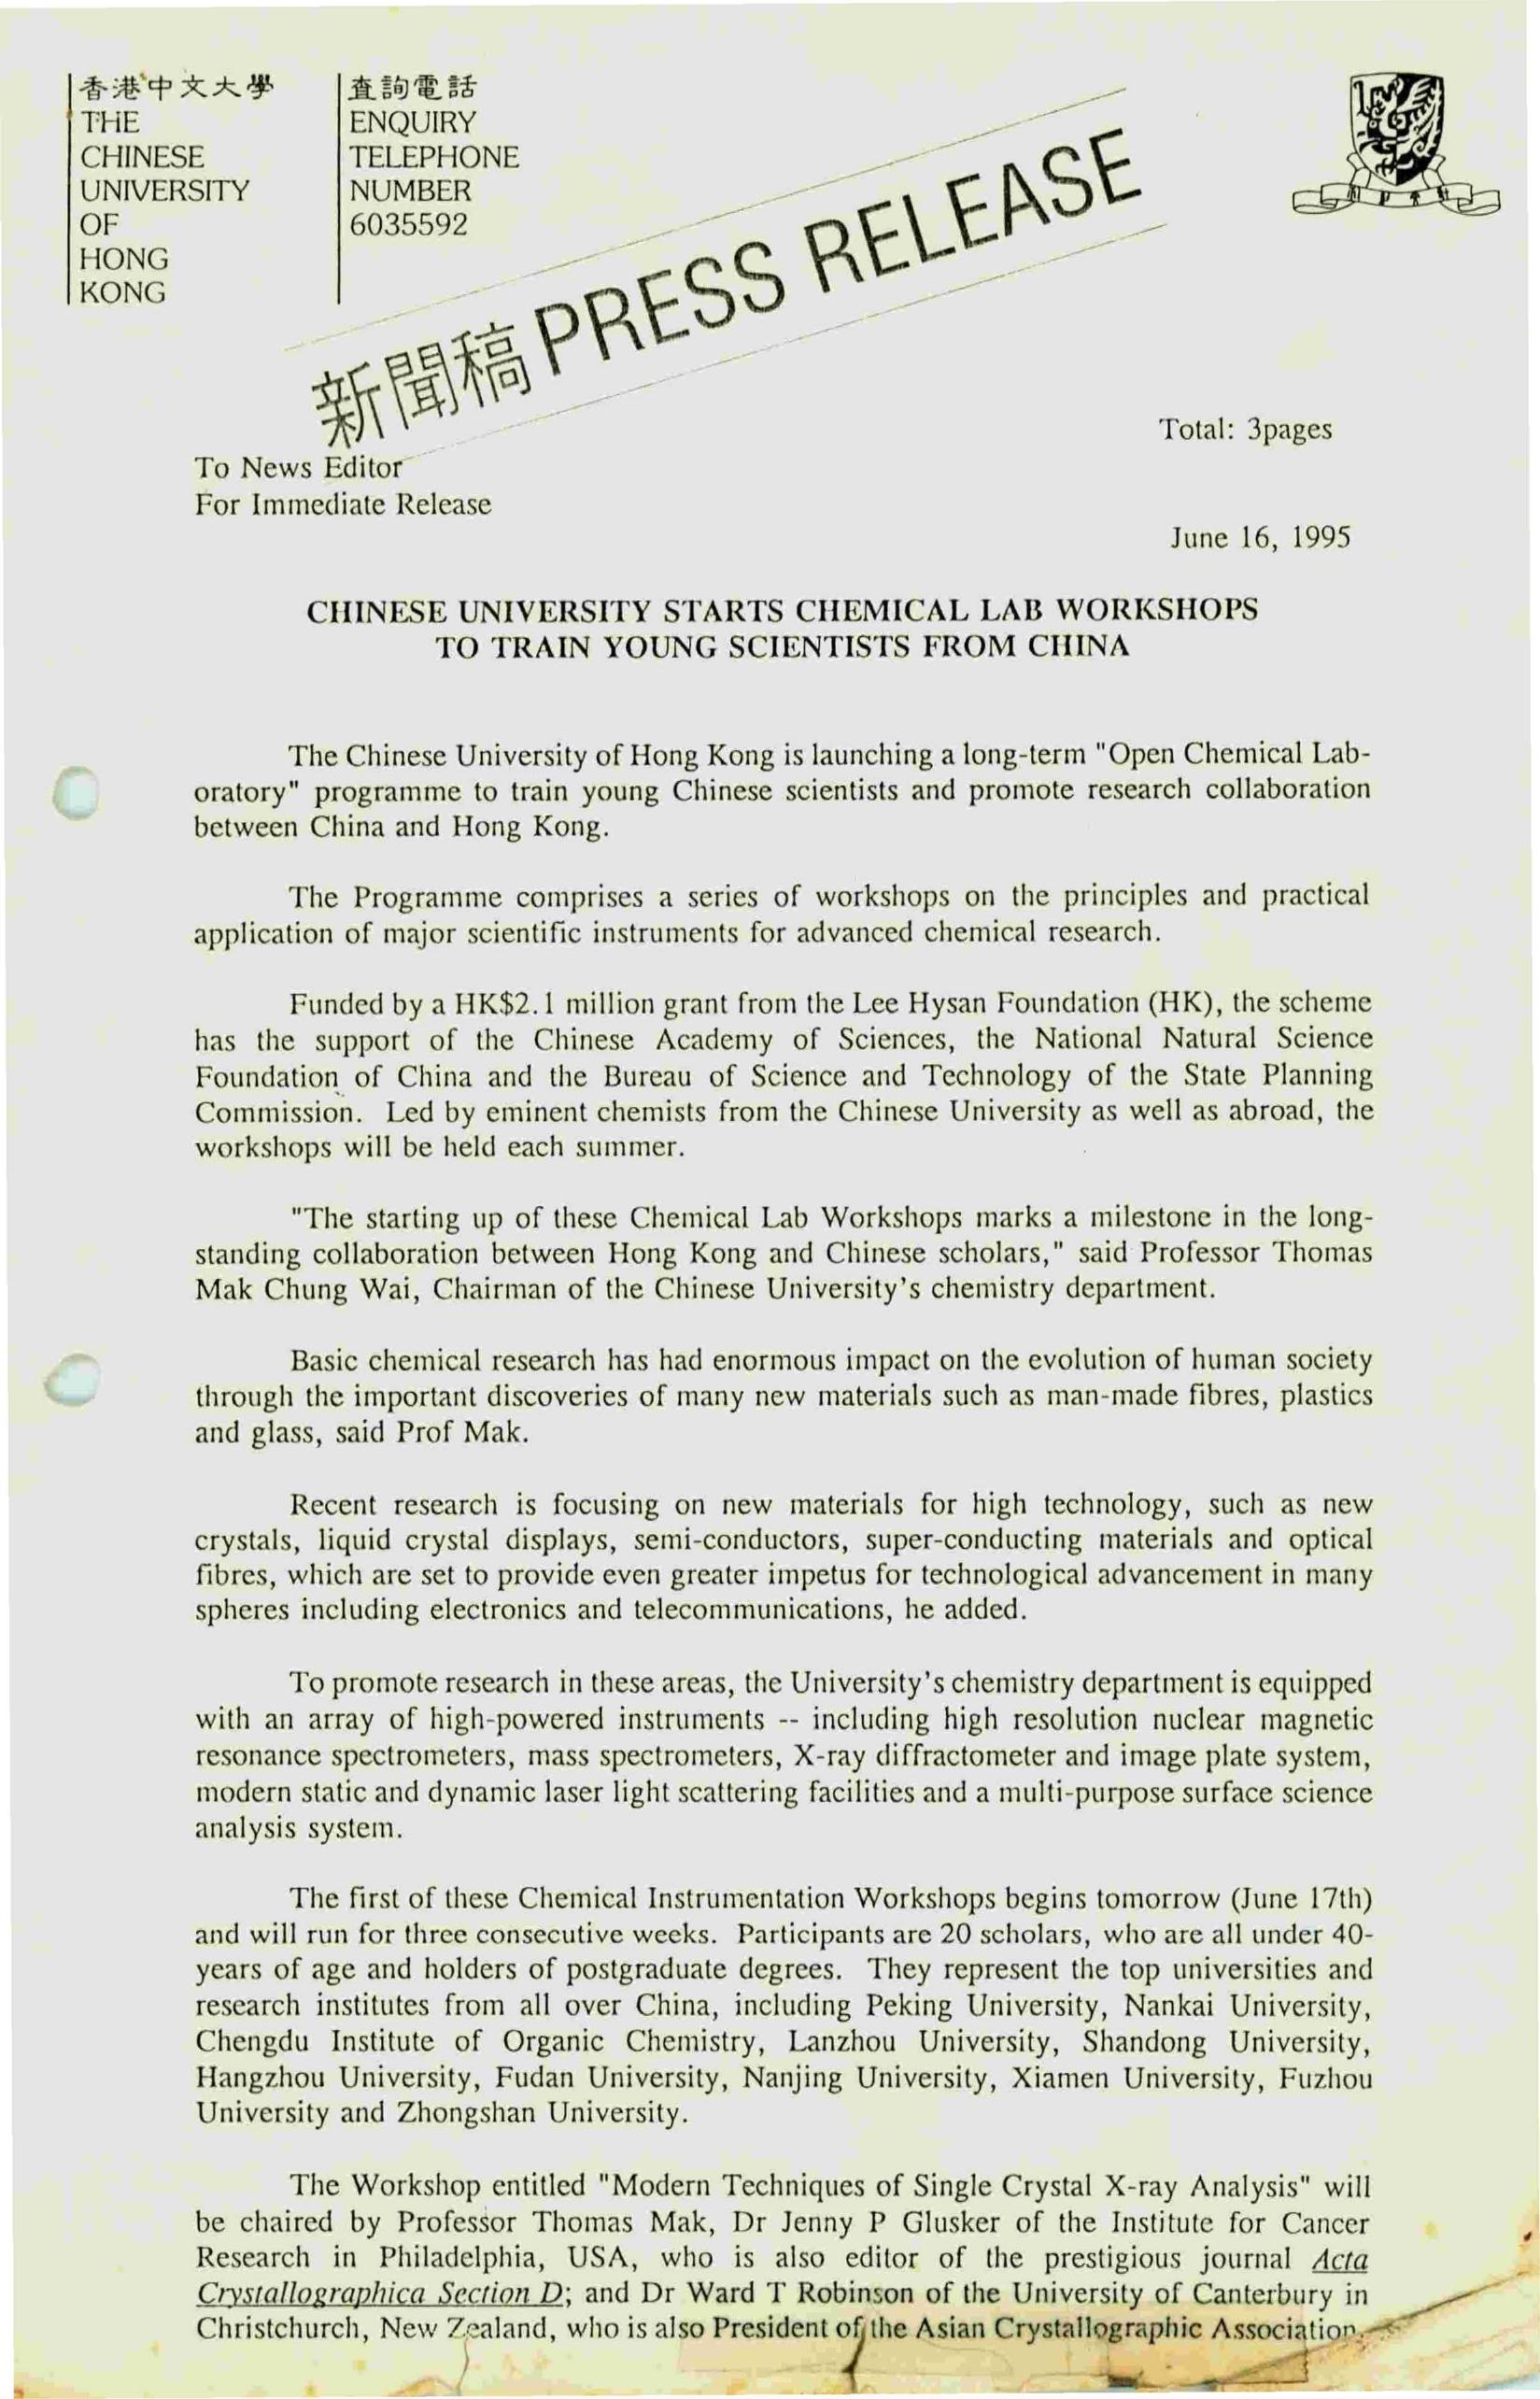 香港中文大學
THE
CHINESE
UNIVERSITY
OF
HONG
KONG
查詢電話
ENQUIRY
TELEPHONE
NUMBER
6035592
新聞稿 PRESS RELEASE
Total: 3pages
To News Editor
For Immediate Release
June 16, 1995
CHINESE UNIVERSITY STARTS CHEMICAL LAB WORKSHOPS
TO TRAIN YOUNG SCIENTISTS FROM CHINA
The Chinese University of Hong Kong is launching a long-term "Open Chemical Lab-
oratory" programme to train young Chinese scientists and promote research collaboration
between China and Hong Kong.
The Programme comprises a series of workshops on the principles and practical
application of major scientific instruments for advanced chemical research.
Funded by a HK$2.1 million grant from the Lee Hysan Foundation (HK), the scheme
has the support of the Chinese Academy of Sciences, the National Natural Science
Foundation of China and the Bureau of Science and Technology of the State Planning
Commission. Led by eminent chemists from the Chinese University as well as abroad, the
workshops will be held each summer.
"The starting up of these Chemical Lab Workshops marks a milestone in the long-
standing collaboration between Hong Kong and Chinese scholars," said Professor Thomas
Mak Chung Wai, Chairman of the Chinese University's chemistry department.
Basic chemical research has had enormous impact on the evolution of human society
through the important discoveries of many new materials such as man-made fibres, plastics
and glass, said Prof Mak.
Recent research is focusing on new materials for high technology, such as new
crystals, liquid crystal displays, semi-conductors, super-conducting materials and optical
fibres, which are set to provide even greater impetus for technological advancement in many
spheres including electronics and telecommunications, he added.
To promote research in these areas, the University's chemistry department is equipped
with an array of high-powered instruments -- including high resolution nuclear magnetic
resonance spectrometers, mass spectrometers, X-ray diffractometer and image plate system,
modern static and dynamic laser light scattering facilities and a multi-purpose surface science
analysis system.
The first of these Chemical Instrumentation Workshops begins tomorrow (June 17th)
and will run for three consecutive weeks. Participants are 20 scholars, who are all under 40-
years of age and holders of postgraduate degrees. They represent the top universities and
research institutes from all over China, including Peking University, Nankai University,
Chengdu Institute of Organic Chemistry, Lanzhou University, Shandong University,
Hangzhou University, Fudan University, Nanjing University, Xiamen University, Fuzhou
University and Zhongshan University.
The Workshop entitled "Modern Techniques of Single Crystal X-ray Analysis" will
be chaired by Professor Thomas Mak, Dr Jenny P Glusker of the Institute for Cancer
Research in Philadelphia, USA, who is also editor of the prestigious journal Acta
Crystallographica Section D; and Dr Ward T Robinson of the University of Canterbury in
Christchurch, New Zealand, who is also President of the Asian Crystallographic Association.